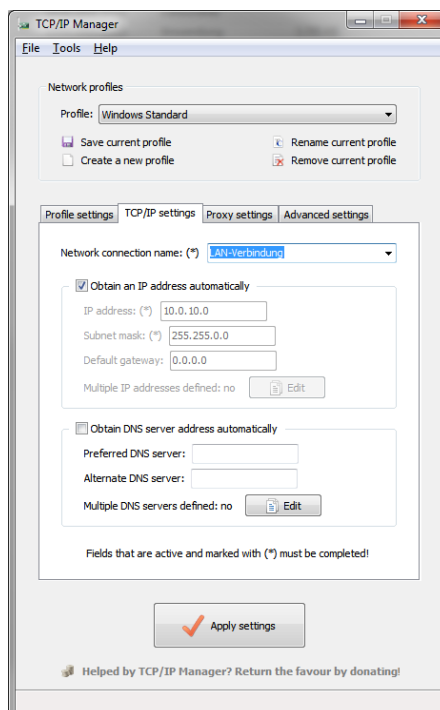 TCP/IP Manager
File Tools Help
Network profiles
Profile: Windows Standard
Save current profile Rename current profile
Create a new profile Remove current profile
Profile settings TCP/IP settings Proxy settings Advanced settings
Network connection name: (*) LAN-Verbindung
Obtain an IP address automatically
IP address: (*) 10.0.10.0
Subnet mask: (*) 255.255.0.0
Default gateway: 0.0.0.0
Multiple IP addresses defined: no Edit
Obtain DNS server address automatically
Preferred DNS server:
Alternate DNS server:
Multiple DNS servers defined: no Edit
Fields that are active and marked with (*) must be completed!
Apply settings
Helped by TCP/IP Manager? Return the favour by donating!